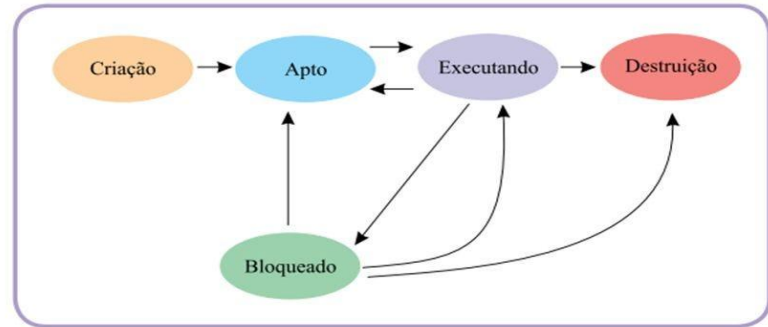 Criação
Apto
Executando
Destruição
Bloqueado